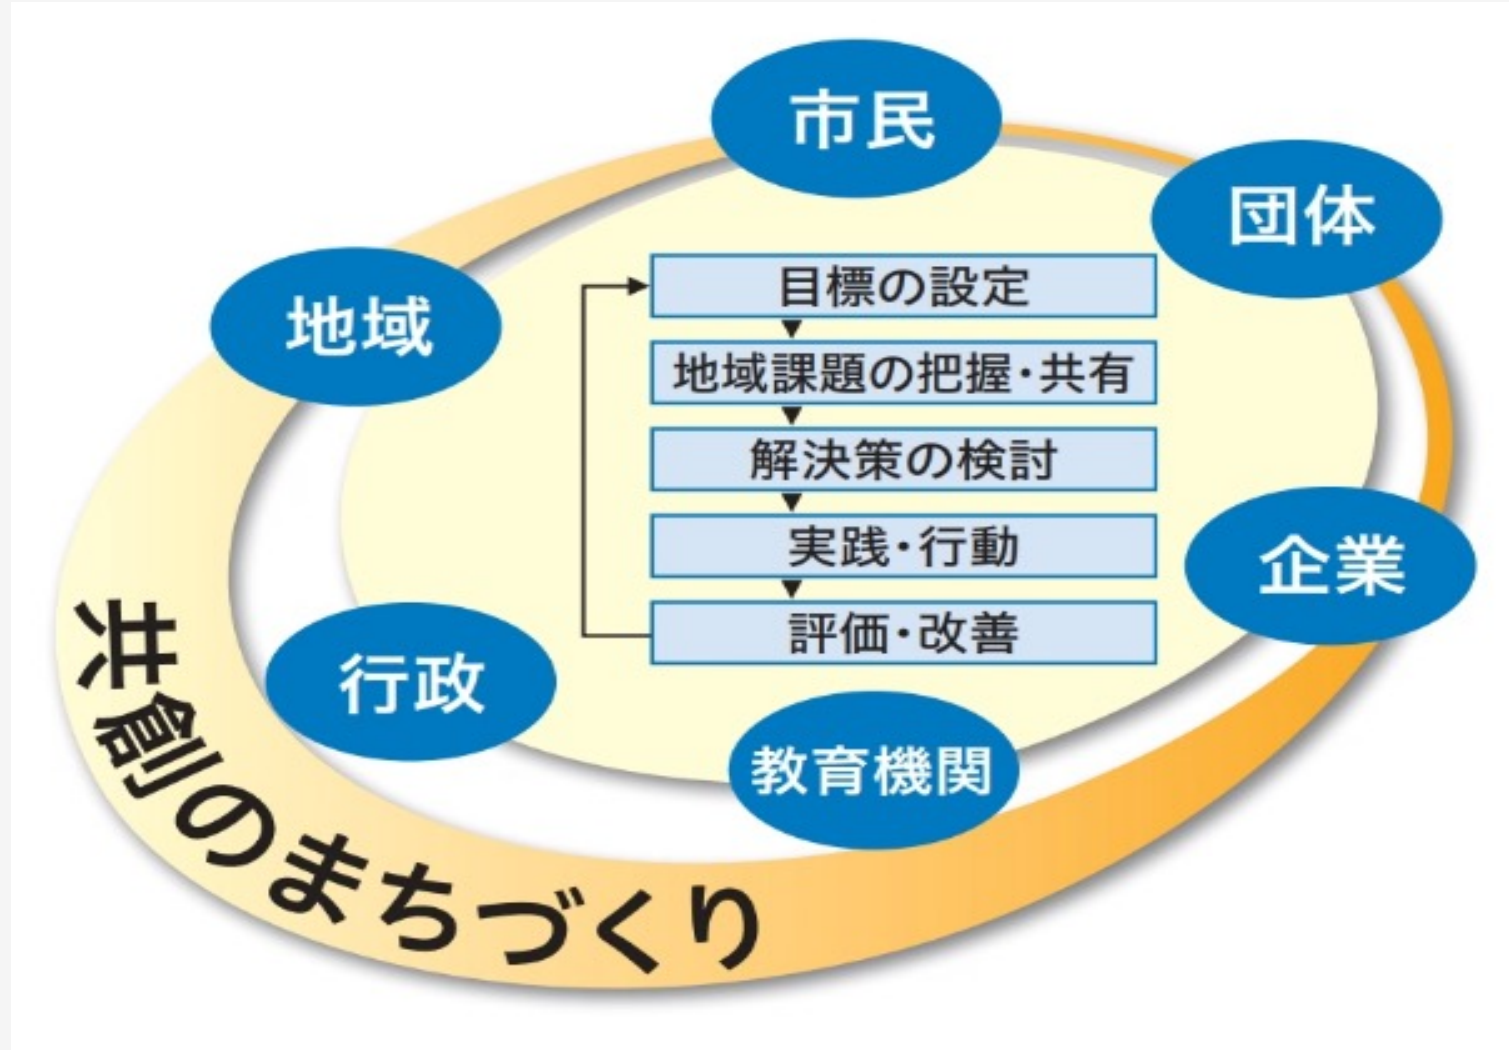 市民
団体
地域
目標の設定
地域課題の把握・共有
解決策の検討
実践・行動
評価・改善
企業
行政
教育機関
共創のまちづくり